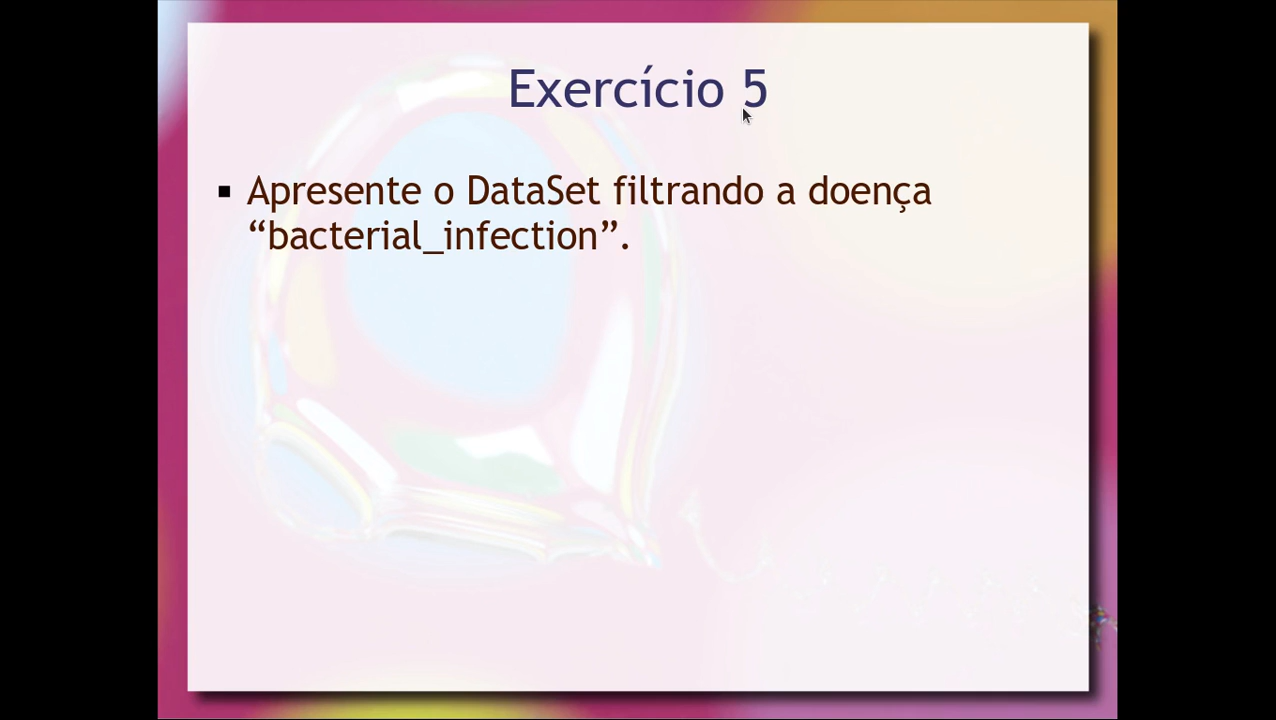 Exercício 5
▪ Apresente o DataSet filtrando a doença
“bacterial_infection”.